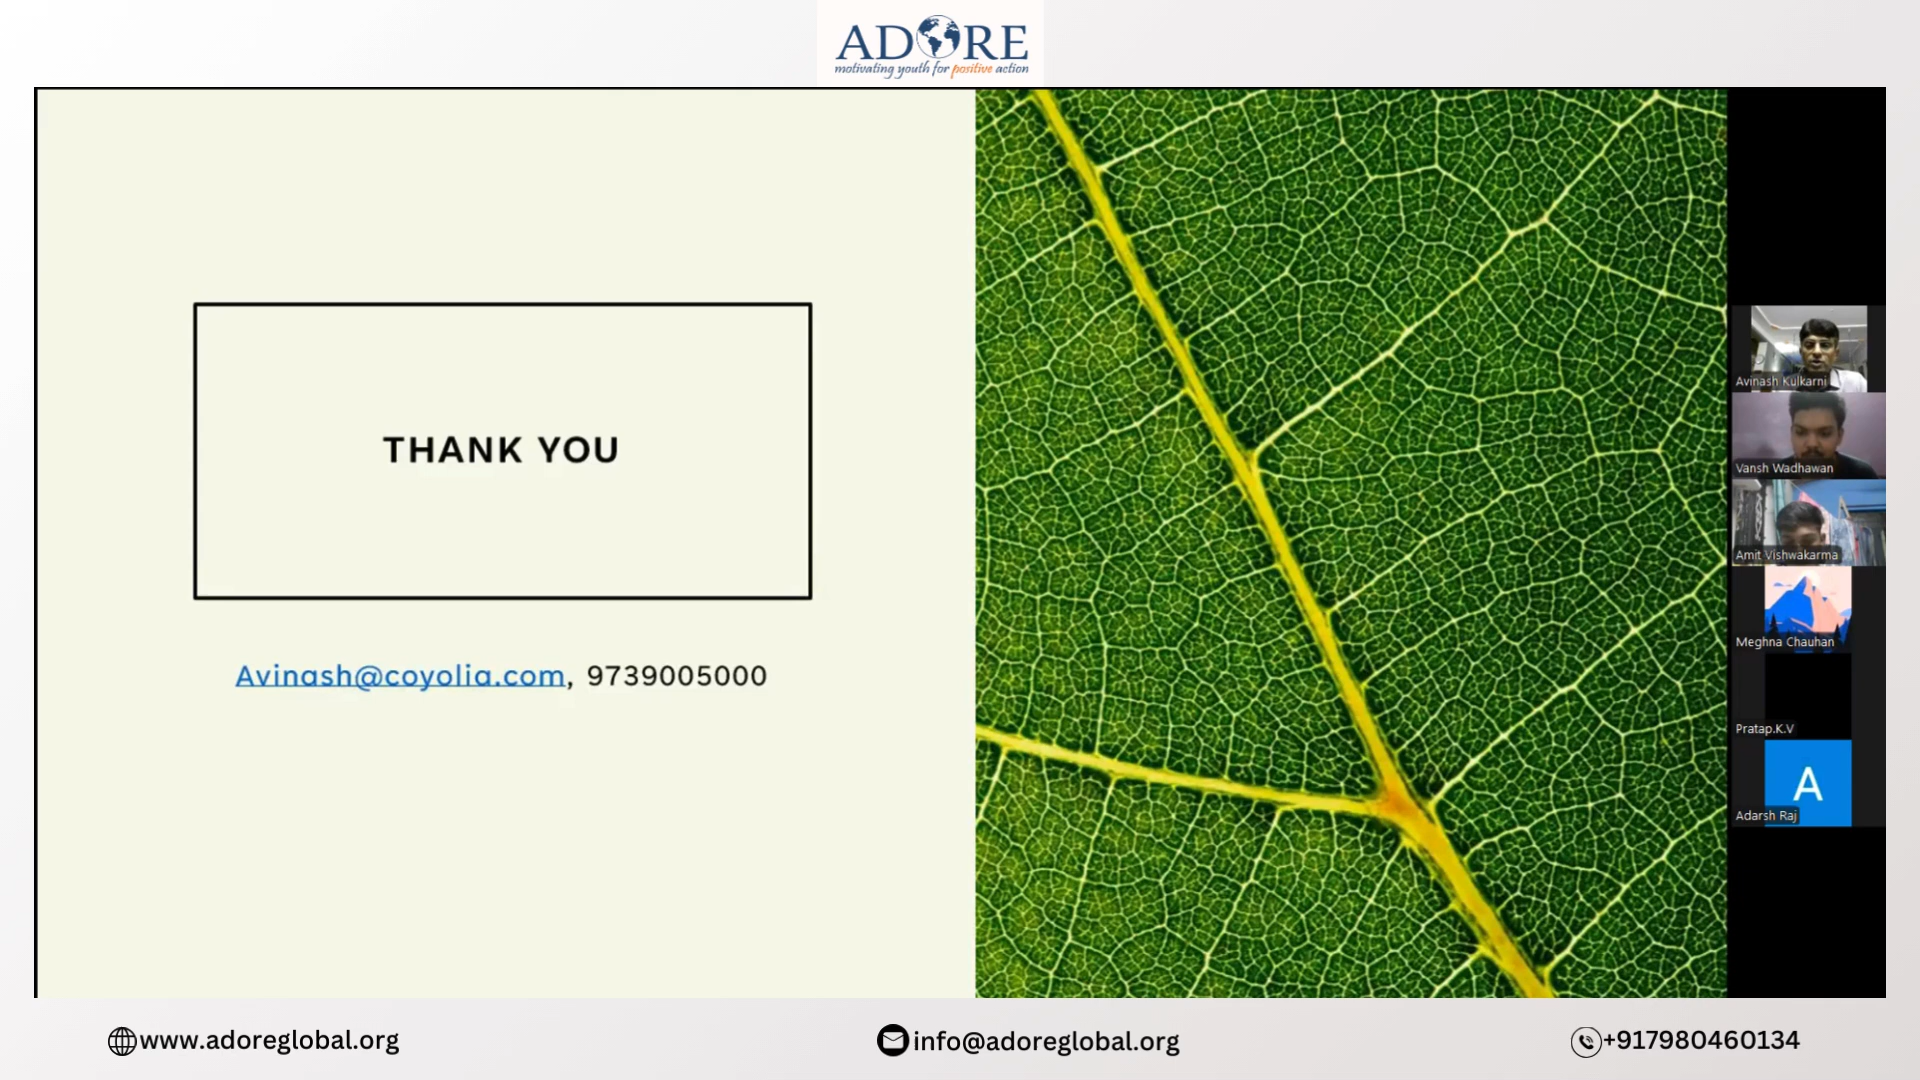 ADORE
motivating youth for positive action
THANK YOU
Avinash@coyolia.com, 9739005000
Avinash Kulkarni
Vansh Wadhawan
Amit Vishwakarma
Meghna Chauhan
Pratap.K.V
A
Adarsh Raj
www.adoreglobal.org
info@adoreglobal.org
+917980460134